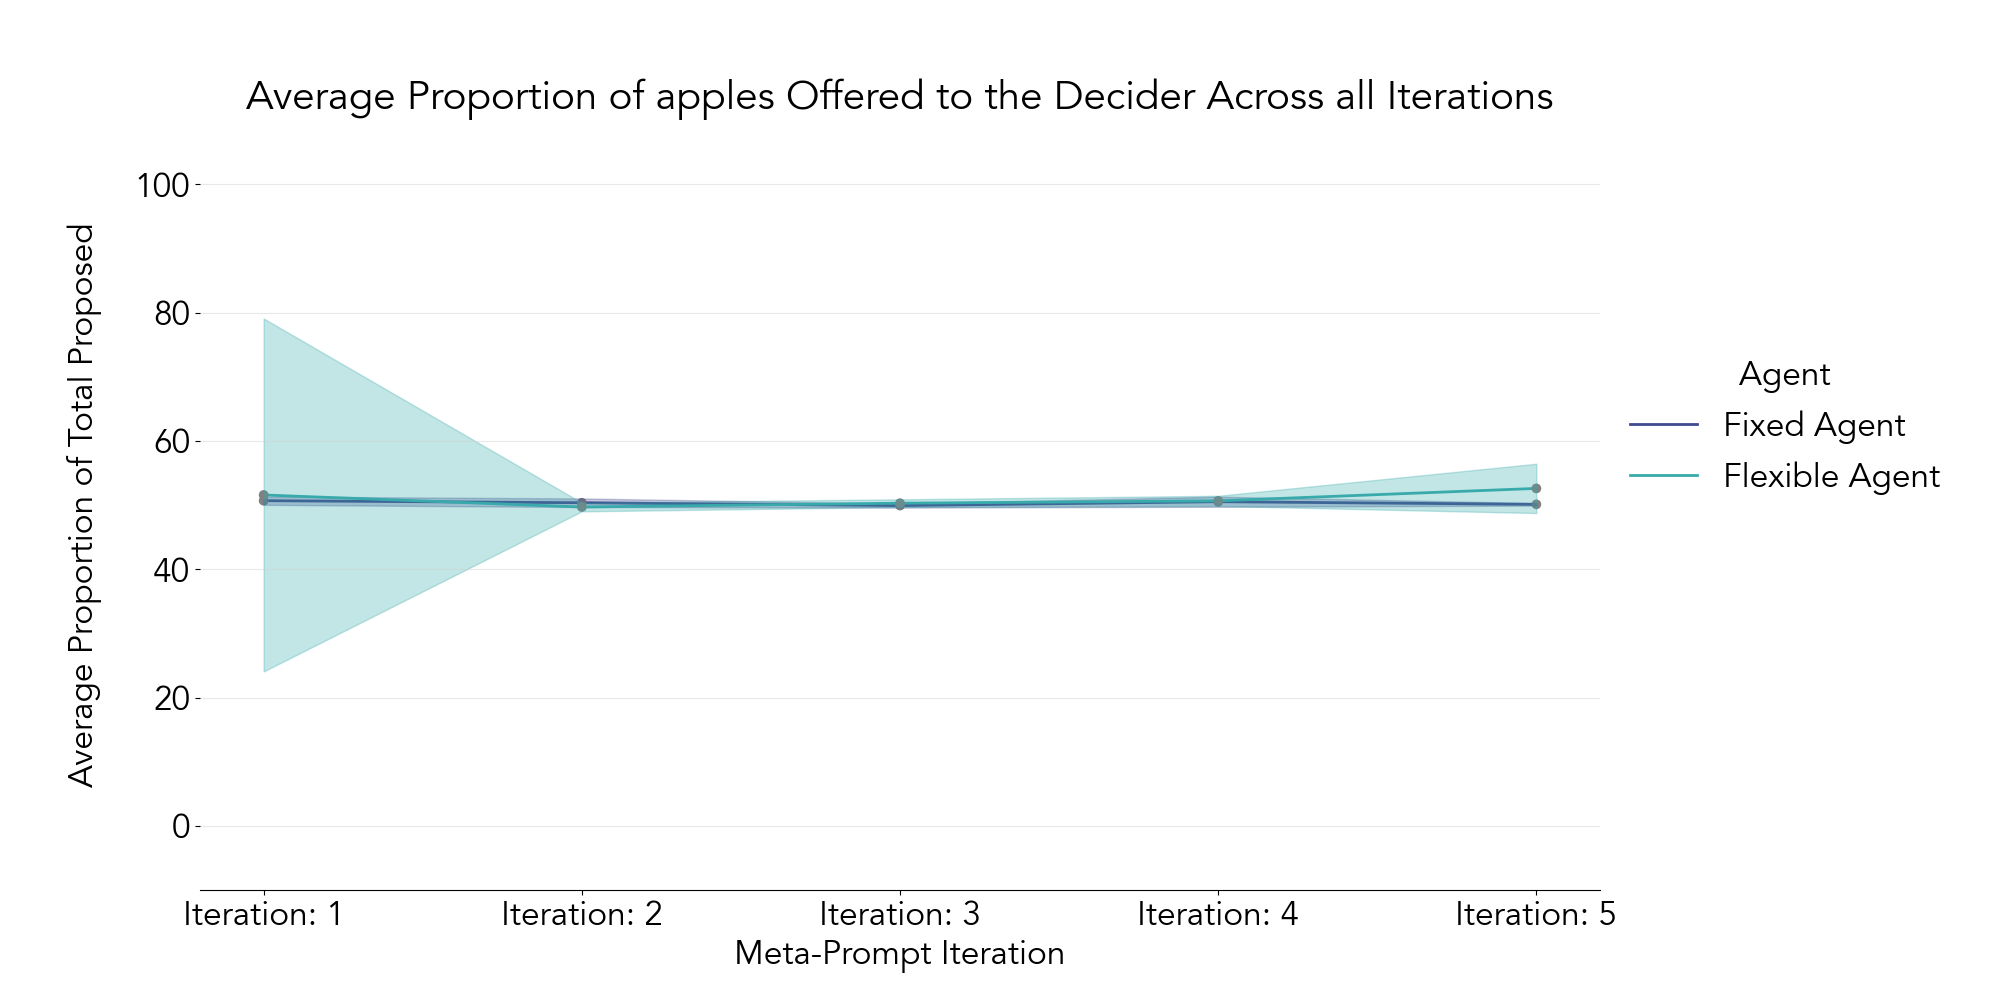 Average Proportion of apples Offered to the Decider Across all Iterations
Average Proportion of Total Proposed
100
80
60
40
20
0
Iteration: 1
Iteration: 2
Iteration: 3
Iteration: 4
Iteration: 5
Meta-Prompt Iteration
Agent
Fixed Agent
Flexible Agent